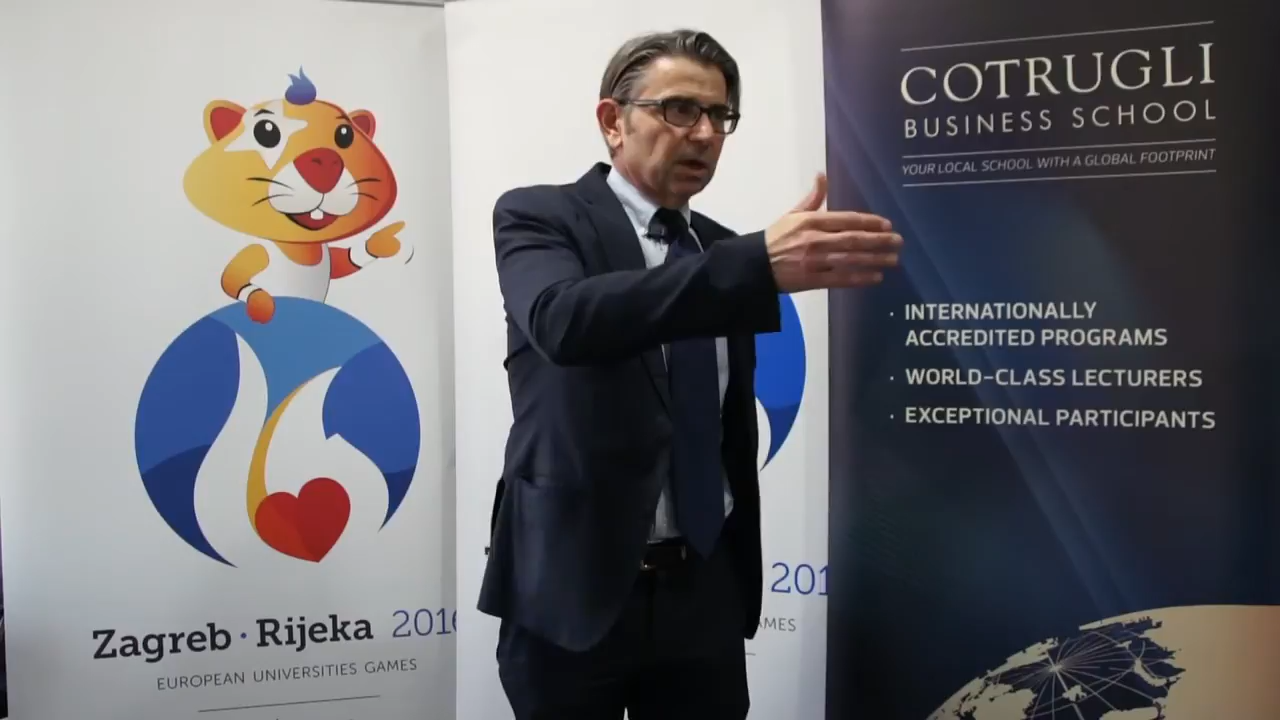 Zagreb · Rijeka 2016
EUROPEAN UNIVERSITIES GAMES
201
AMES
COTRUGLI
BUSINESS SCHOOL
YOUR LOCAL SCHOOL WITH A GLOBAL FOOTPRINT
· INTERNATIONALLY
ACCREDITED PROGRAMS
· WORLD-CLASS LECTURERS
· EXCEPTIONAL PARTICIPANTS